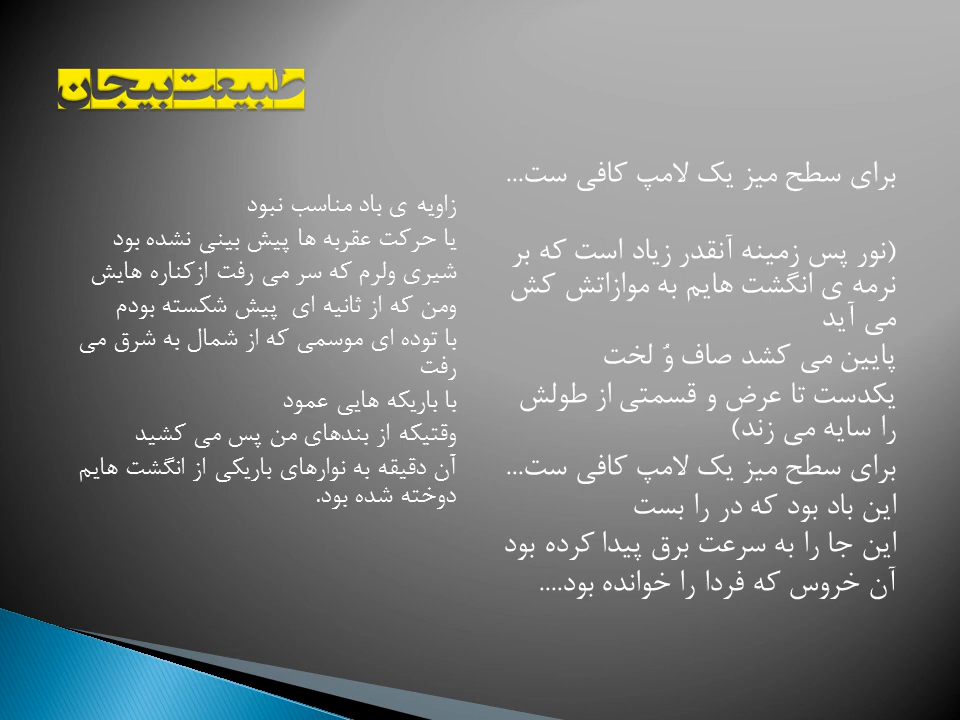 طبیعت بیجان
برای سطح میز یک لامپ کافی ست...
(نور پس زمینه آنقدر زیاد است که بر
نرمه ی انگشت هایم به موازاتش کش
می آید
پایین می کشد صاف وُ لخت
یکدست تا عرض و قسمتی از طولش
را سایه می زند)
برای سطح میز یک لامپ کافی ست...
این باد بود که در را بست
این جا را به سرعت برق پیدا کرده بود
آن خروس که فردا را خوانده بود....
زاویه ی باد مناسب نبود
یا حرکت عقربه ها پیش بینی نشده بود
شیری ولرم که سر می رفت ازکناره هایش
ومن که از ثانیه ای پیش شکسته بودم
با توده ای موسمی که از شمال به شرق می
رفت
با باریکه هایی عمود
وقتیکه از بندهای من پس می کشید
آن دقیقه به نوارهای باریکی از انگشت هایم
دوخته شده بود.